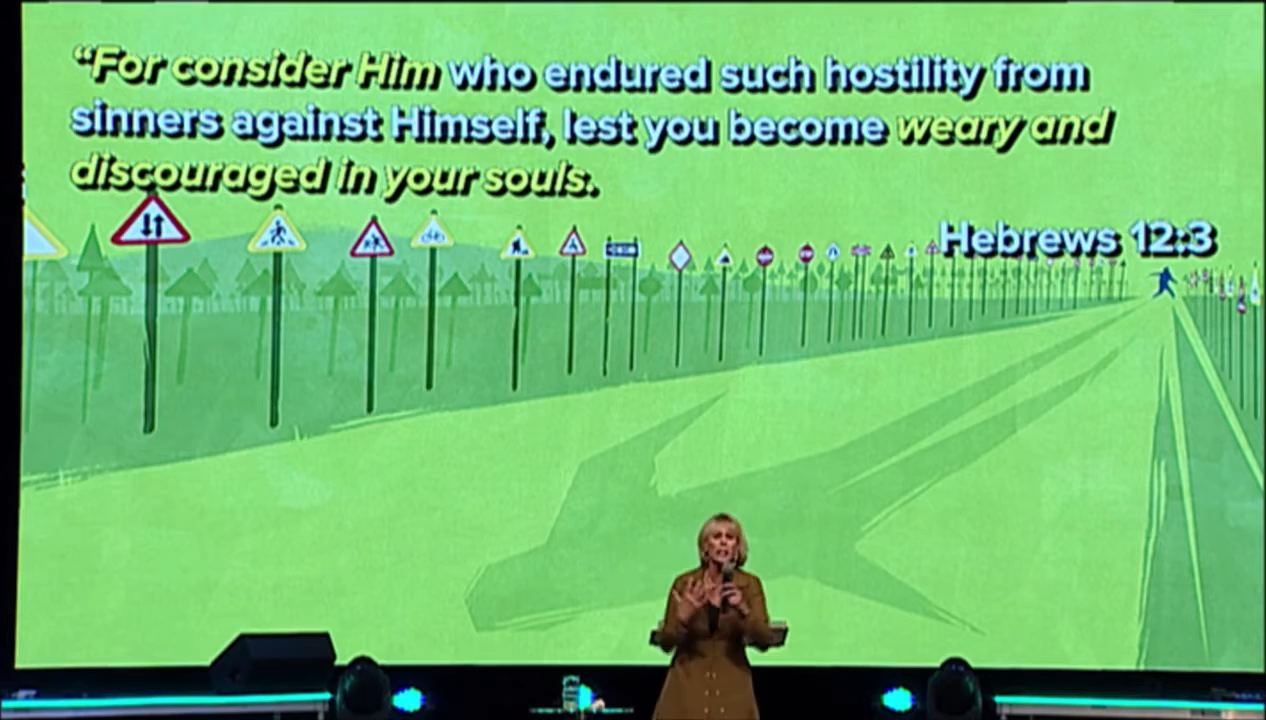 “For consider Him who endured such hostility from
sinners against Himself, lest you become weary and
discouraged in your souls.
Hebrews 12:3